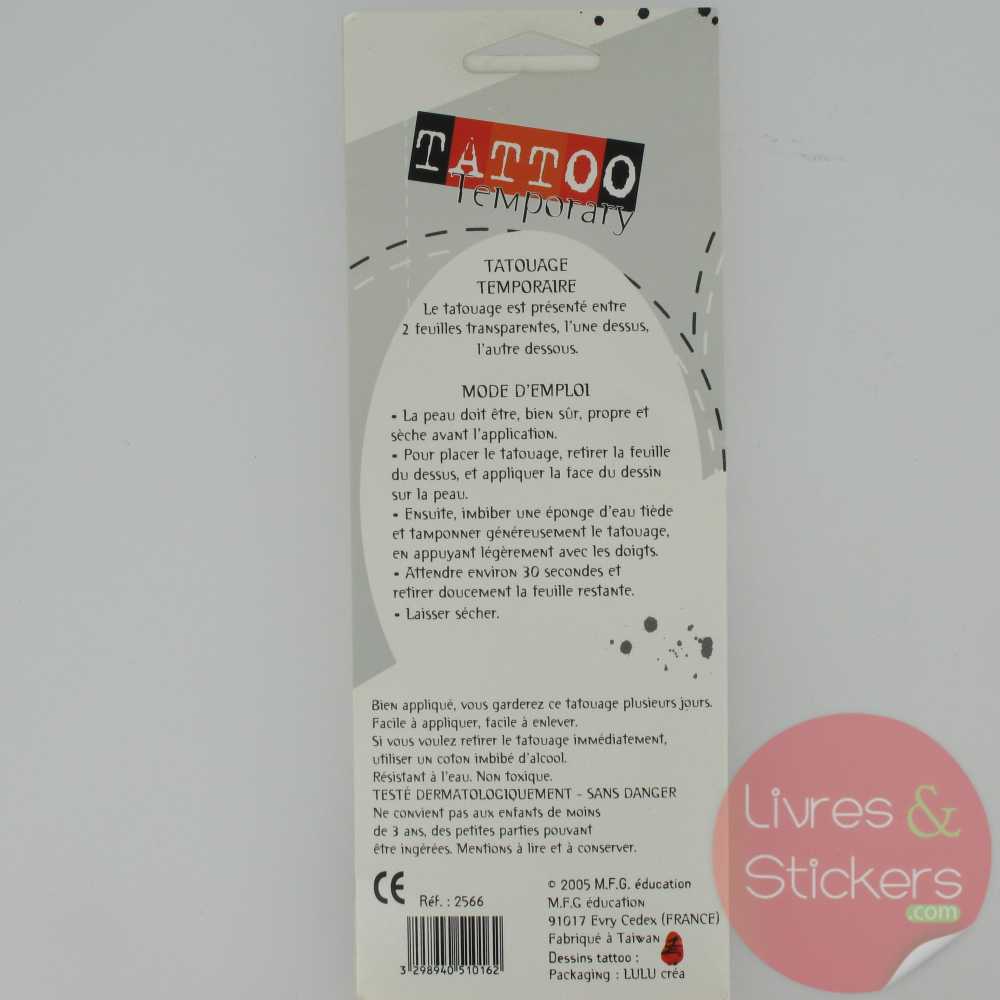 TATTOO
Temporary
TATOUAGE
TEMPORAIRE
Le tatouage est présenté entre
2 feuilles transparentes, l'une dessus,
l'autre dessous.
MODE D'EMPLOI
- La peau doit être, bien sûr, propre et
sèche avant l'application.
- Pour placer le tatouage, retirer la feuille
du dessus, et appliquer la face du dessin
sur la peau.
- Ensuite, imbiber une éponge d'eau tiède
et tamponner généreusement le tatouage,
en appuyant légèrement avec les doigts.
- Attendre environ 30 secondes et
retirer doucement la feuille restante.
- Laisser sécher.
Bien appliqué, vous garderez ce tatouage plusieurs jours.
Facile à appliquer, facile à enlever.
Si vous voulez retirer le tatouage immédiatement,
utiliser un coton imbibé d'alcool.
Résistant à l'eau. Non toxique.
TESTÉ DERMATOLOGIQUEMENT - SANS DANGER
Ne convient pas aux enfants de moins
de 3 ans, des petites parties pouvant
être ingérées. Mentions à lire et à conserver.
CE
Réf. : 2566
3 298940 510162
© 2005 M.F.G. éducation
M.F.G éducation
91017 Evry Cedex (FRANCE)
Fabriqué à Taiwan
Dessins tattoo :
Packaging : LULU créa
Livres &
Stickers
.com